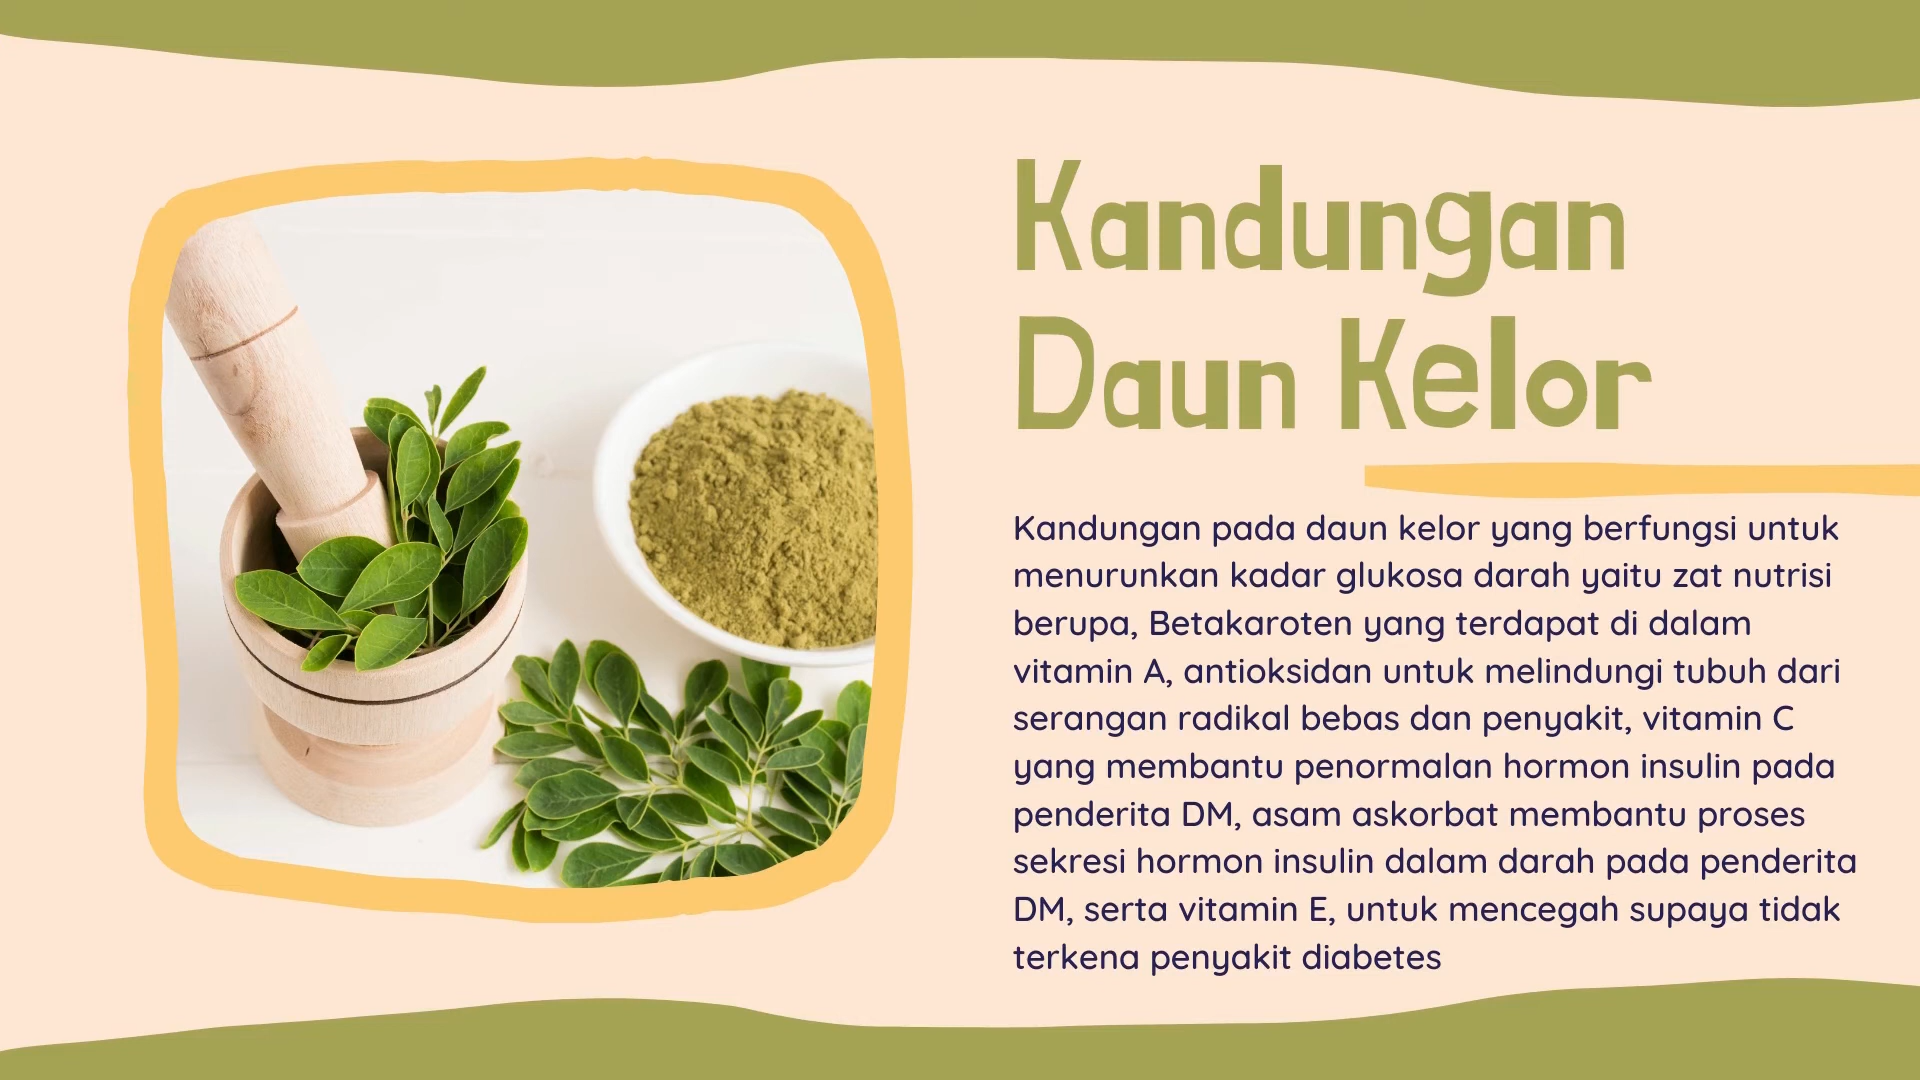 Kandungan
Daun Kelor
Kandungan pada daun kelor yang berfungsi untuk
menurunkan kadar glukosa darah yaitu zat nutrisi
berupa, Betakaroten yang terdapat di dalam
vitamin A, antioksidan untuk melindungi tubuh dari
serangan radikal bebas dan penyakit, vitamin C
yang membantu penormalan hormon insulin pada
penderita DM, asam askorbat membantu proses
sekresi hormon insulin dalam darah pada penderita
DM, serta vitamin E, untuk mencegah supaya tidak
terkena penyakit diabetes